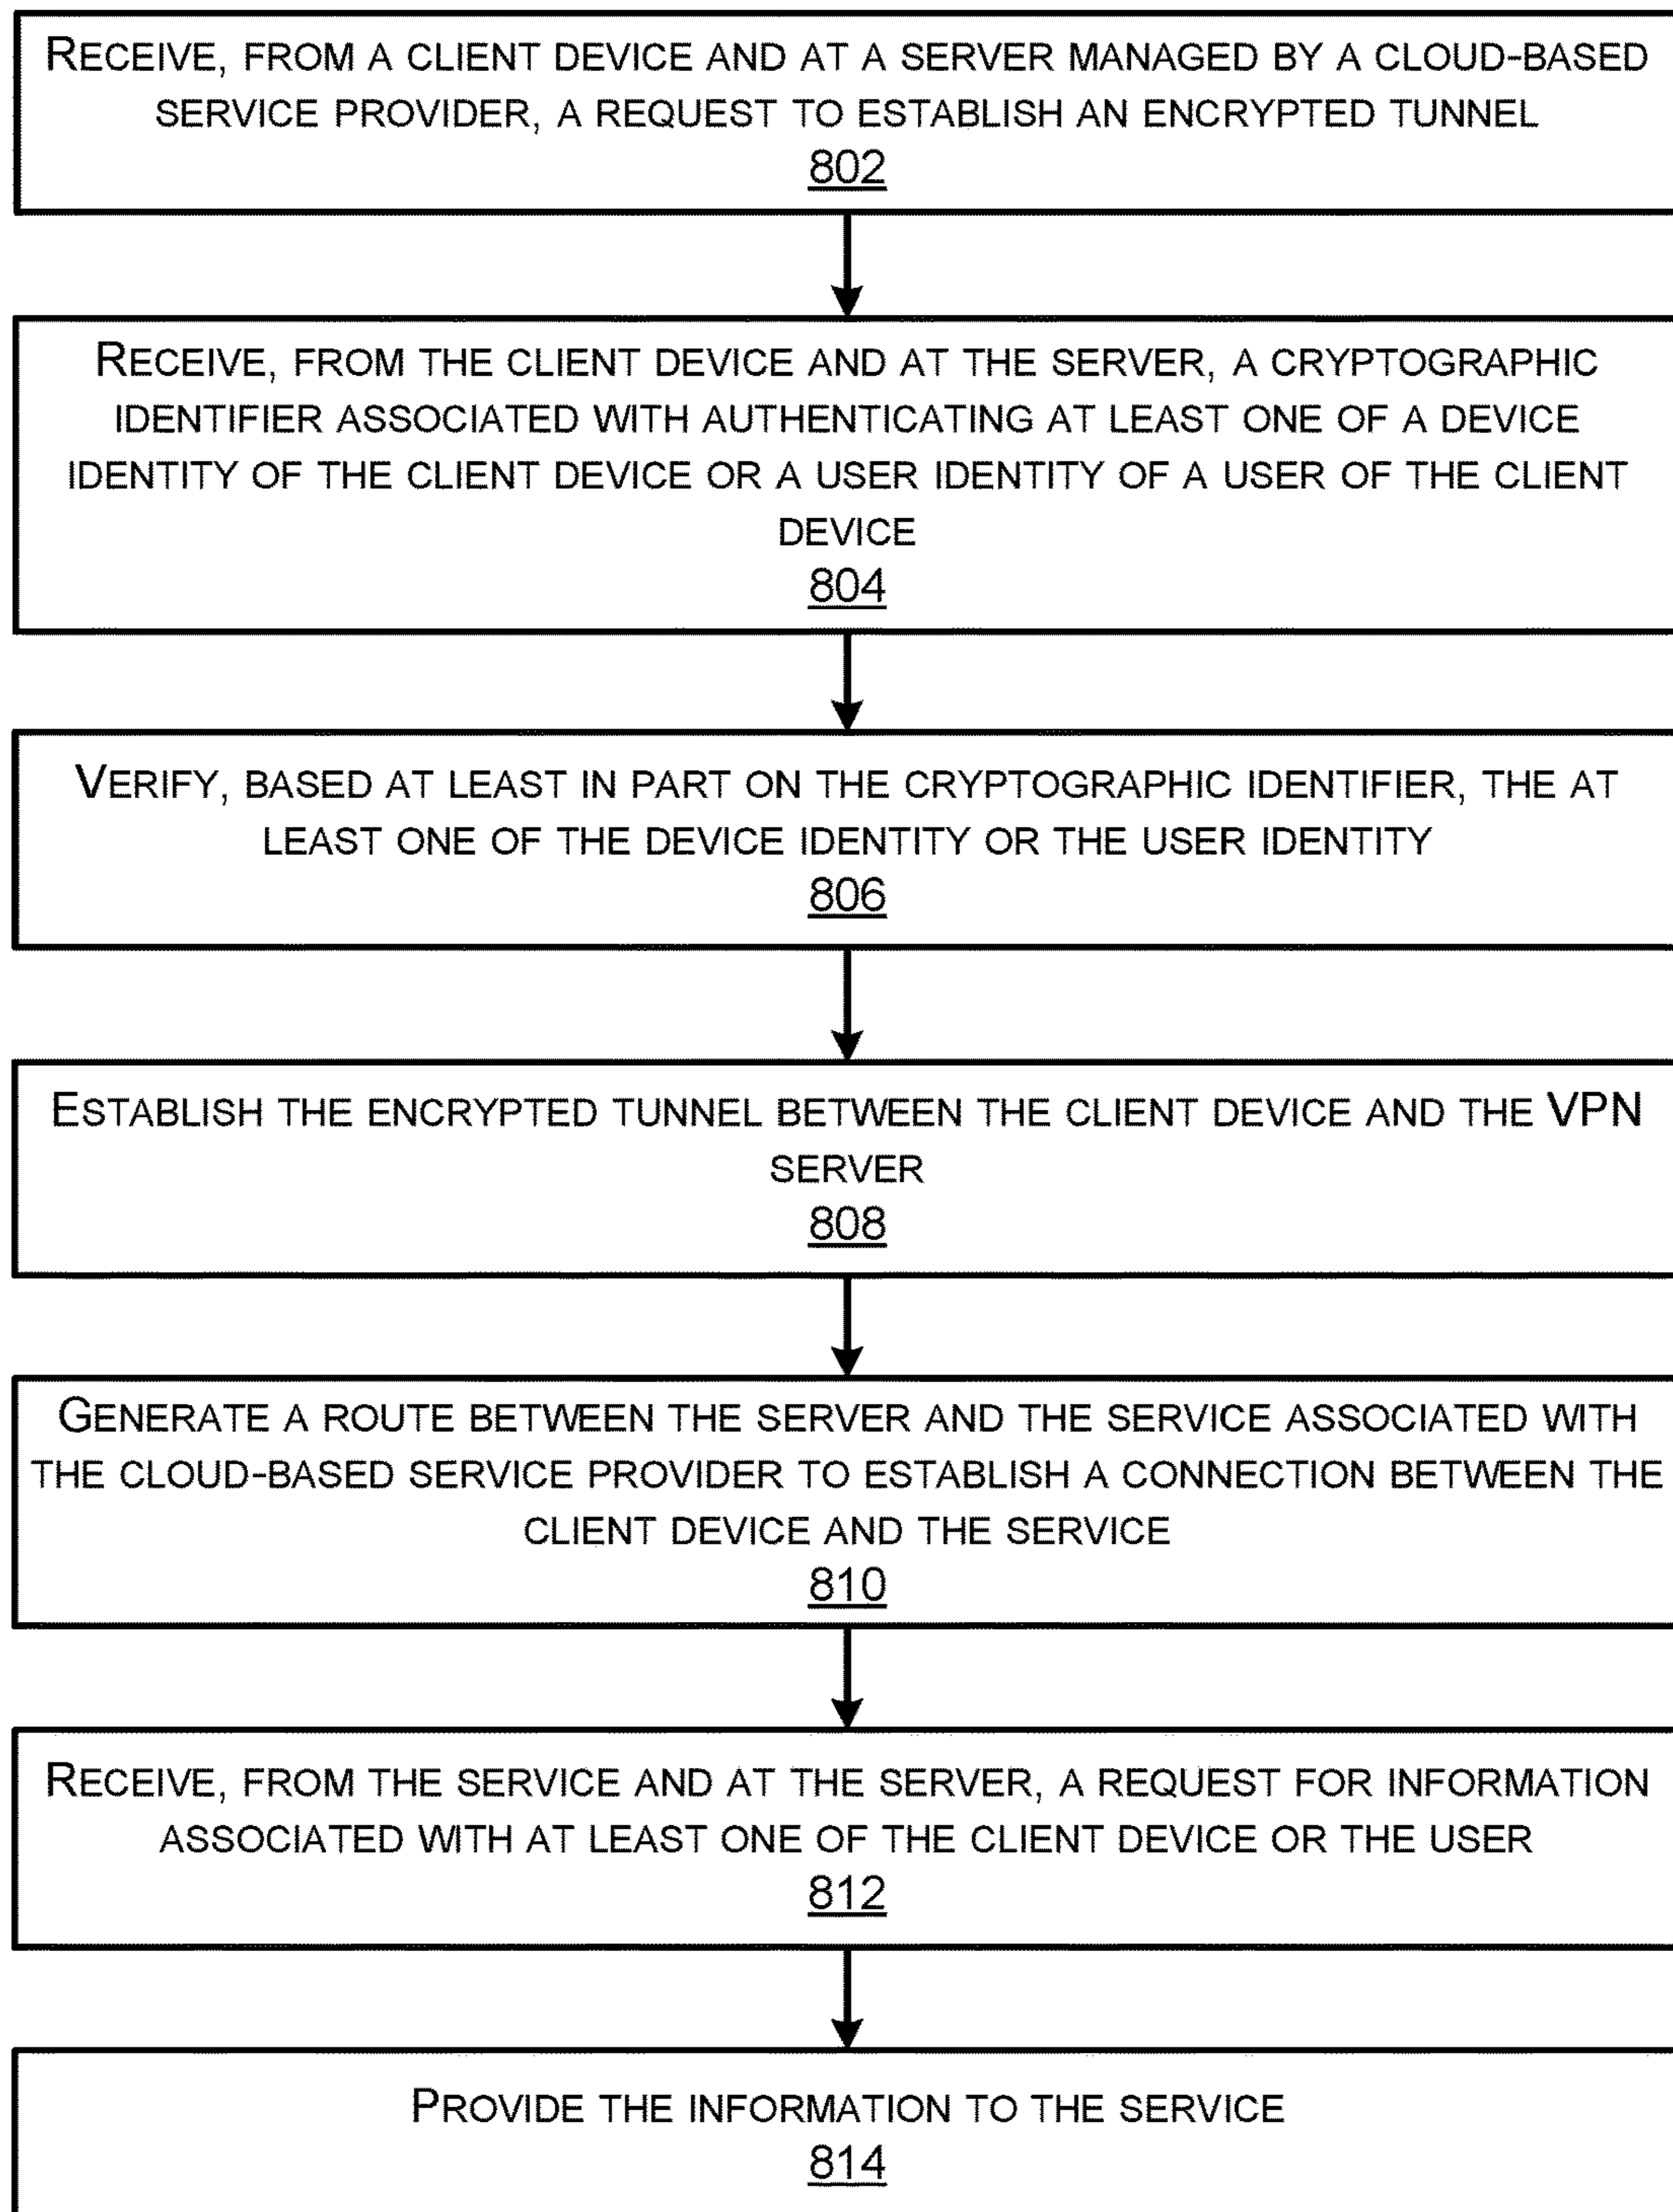 RECEIVE, FROM A CLIENT DEVICE AND AT A SERVER MANAGED BY A CLOUD-BASED
SERVICE PROVIDER, A REQUEST TO ESTABLISH AN ENCRYPTED TUNNEL
802
RECEIVE, FROM THE CLIENT DEVICE AND AT THE SERVER, A CRYPTOGRAPHIC
IDENTIFIER ASSOCIATED WITH AUTHENTICATING AT LEAST ONE OF A DEVICE
IDENTITY OF THE CLIENT DEVICE OR A USER IDENTITY OF A USER OF THE CLIENT
DEVICE
804
VERIFY, BASED AT LEAST IN PART ON THE CRYPTOGRAPHIC IDENTIFIER, THE AT
LEAST ONE OF THE DEVICE IDENTITY OR THE USER IDENTITY
806
ESTABLISH THE ENCRYPTED TUNNEL BETWEEN THE CLIENT DEVICE AND THE VPN
SERVER
808
GENERATE A ROUTE BETWEEN THE SERVER AND THE SERVICE ASSOCIATED WITH
THE CLOUD-BASED SERVICE PROVIDER TO ESTABLISH A CONNECTION BETWEEN THE
CLIENT DEVICE AND THE SERVICE
810
RECEIVE, FROM THE SERVICE AND AT THE SERVER, A REQUEST FOR INFORMATION
ASSOCIATED WITH AT LEAST ONE OF THE CLIENT DEVICE OR THE USER
812
PROVIDE THE INFORMATION TO THE SERVICE
814